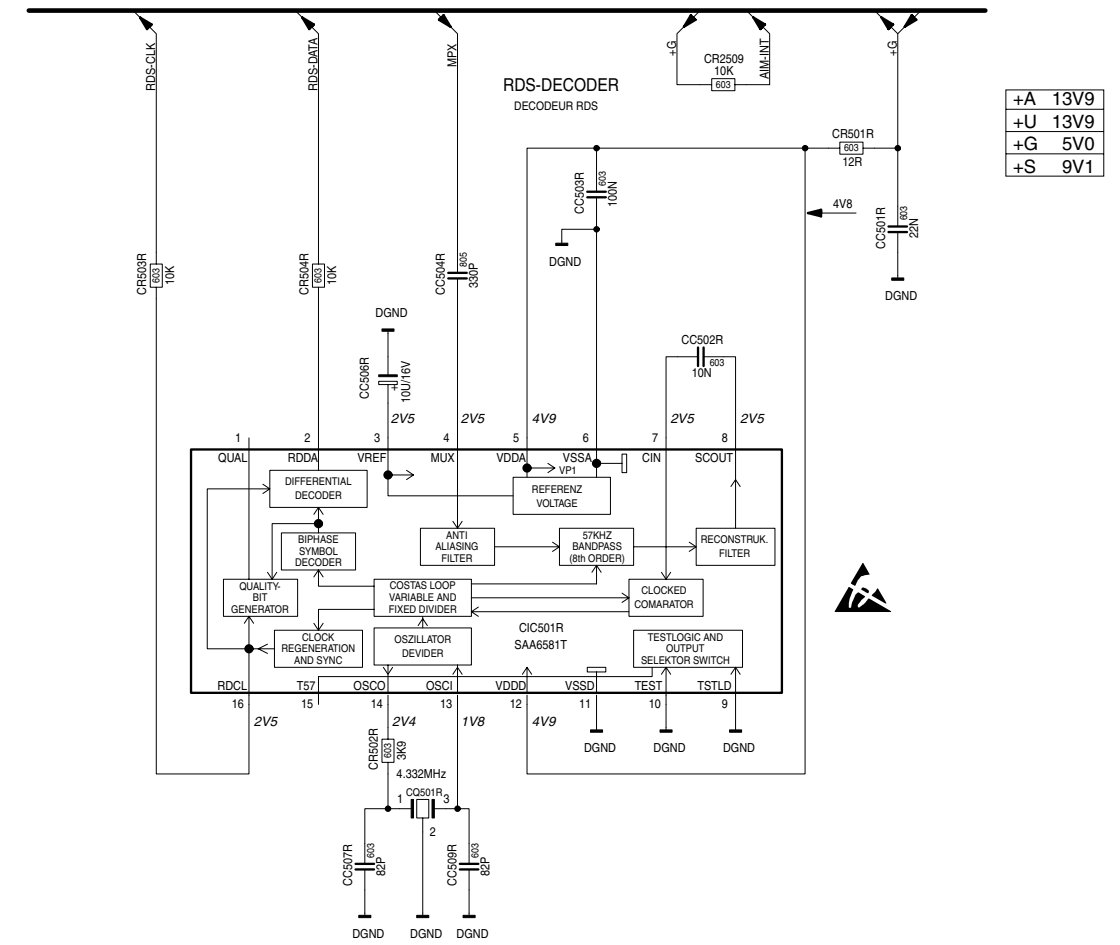 RDS-CLK
RDS-DATA
MPX
+G
AIM-INT
+G
CR2509
10K
603
RDS-DECODER
DECODEUR RDS
+A 13V9
+U 13V9
+G 5V0
+S 9V1
CR501R
603
12R
CC503R
603
100N
DGND
4V8
CC501R
603
22N
DGND
CR503R
603
10K
CR504R
603
10K
CC504R
805
330P
DGND
CC506R
+
10U/16V
CC502R
603
10N
2V5
2V5
4V9
2V5
2V5
1
2
3
4
5
6
7
8
QUAL
RDDA
VREF
MUX
VDDA
VSSA
CIN
SCOUT
VP1
DIFFERENTIAL
DECODER
REFERENZ
VOLTAGE
BIPHASE
SYMBOL
DECODER
ANTI
ALIASING
FILTER
57KHZ
BANDPASS
(8th ORDER)
RECONSTRUK.
FILTER
QUALITY-
BIT
GENERATOR
COSTAS LOOP
VARIABLE AND
FIXED DIVIDER
CLOCKED
COMARATOR
CLOCK
REGENERATION
AND SYNC
OSZILLATOR
DEVIDER
CIC501R
SAA6581T
TESTLOGIC AND
OUTPUT
SELEKTOR SWITCH
RDCL
T57
OSCO
OSCI
VDDD
VSSD
TEST
TSTLD
16
15
14
13
12
11
10
9
2V5
2V4
1V8
4V9
DGND
DGND
DGND
CR502R
603
3K9
4.332MHz
CQ501R
1
3
2
CC507R
603
82P
CC509R
603
82P
DGND
DGND
DGND